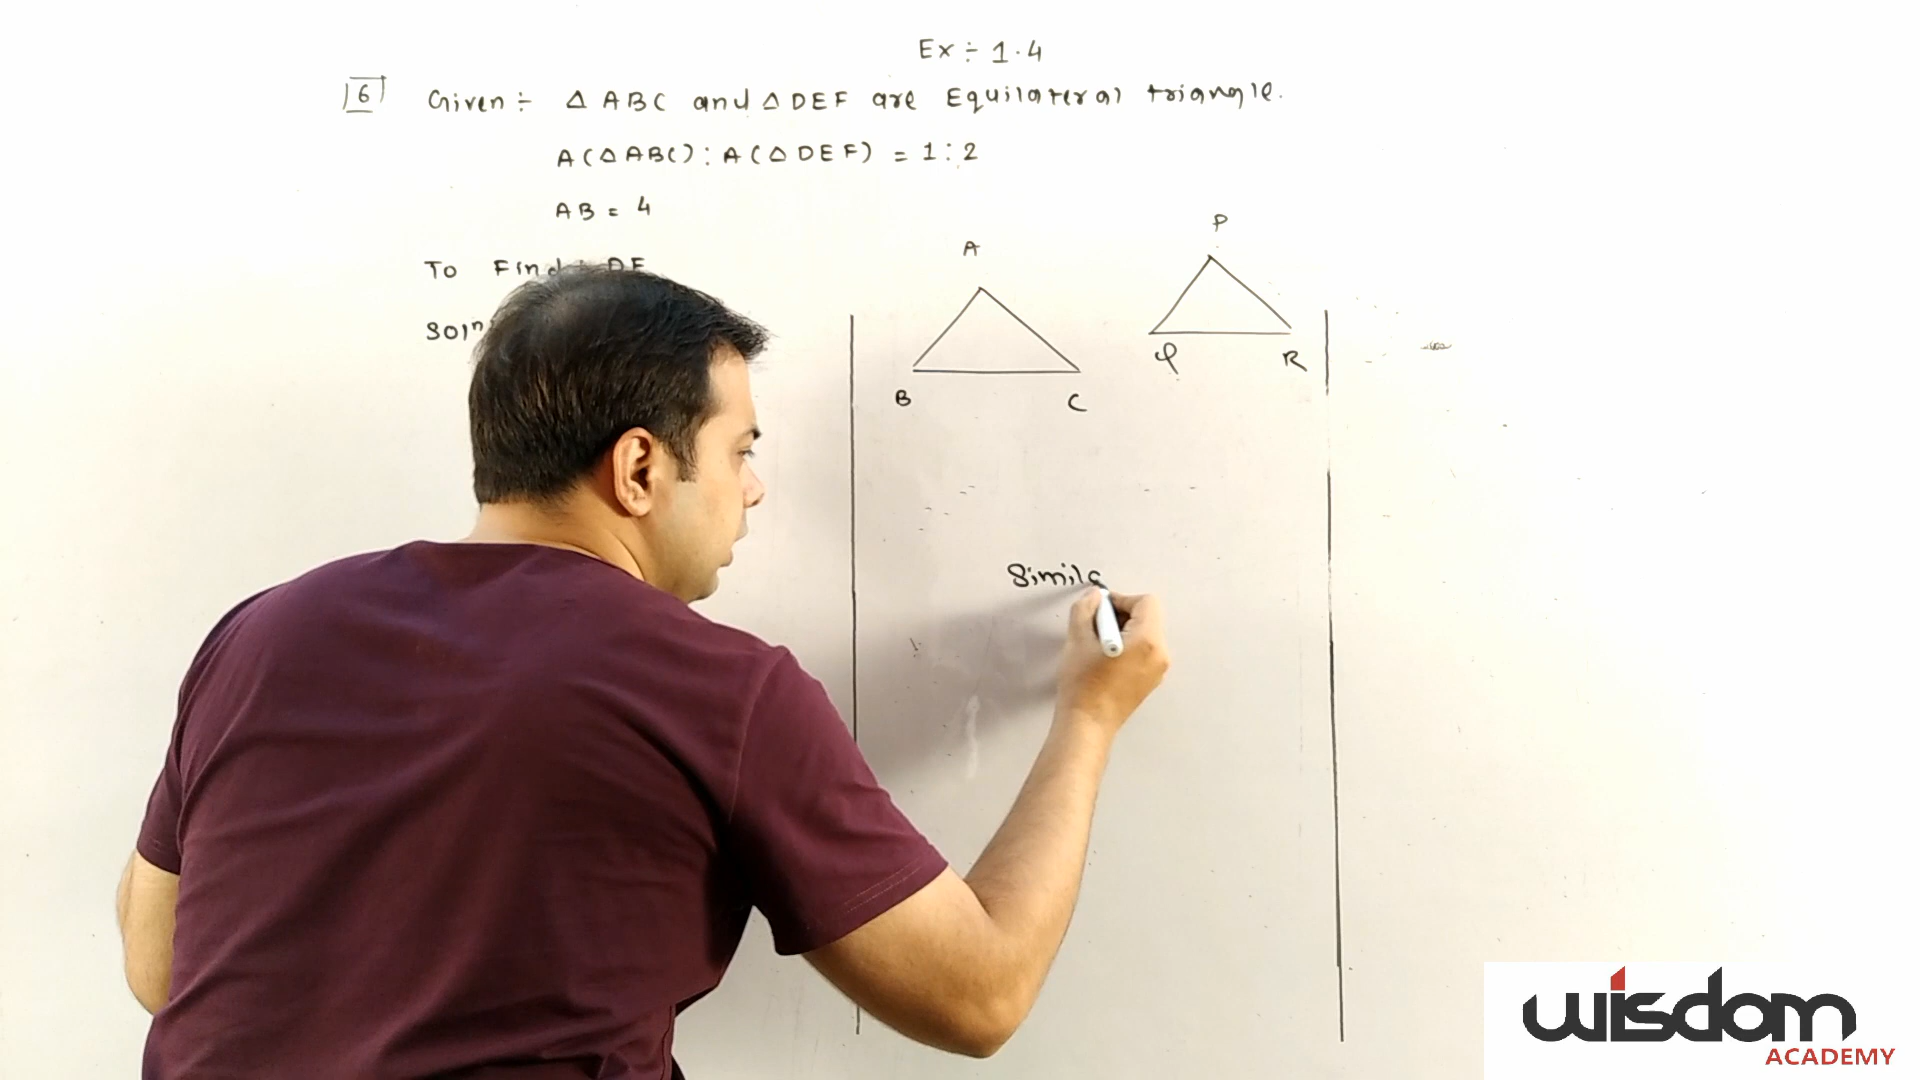 Ex ÷ 1.4
6 Given ÷ △ ABC and △ DEF are Equilateral triangle.
A(△ ABC) : A(△ DEF) = 1 : 2
AB = 4
To Find
Soln
A
B C
P
Q R
Simila
wisdom
ACADEMY